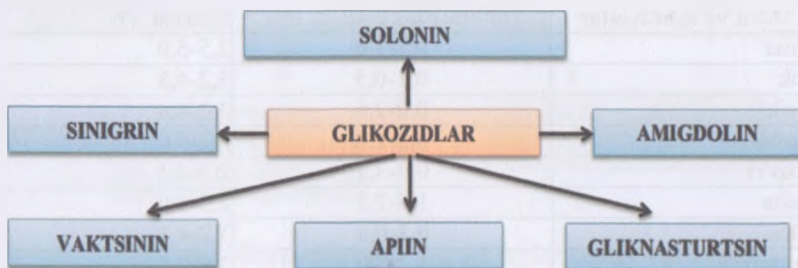 SOLONIN
SINIGRIN
GLIKOZIDLAR
AMIGDOLIN
VAKTSININ
APIIN
GLIKNASTURTSIN